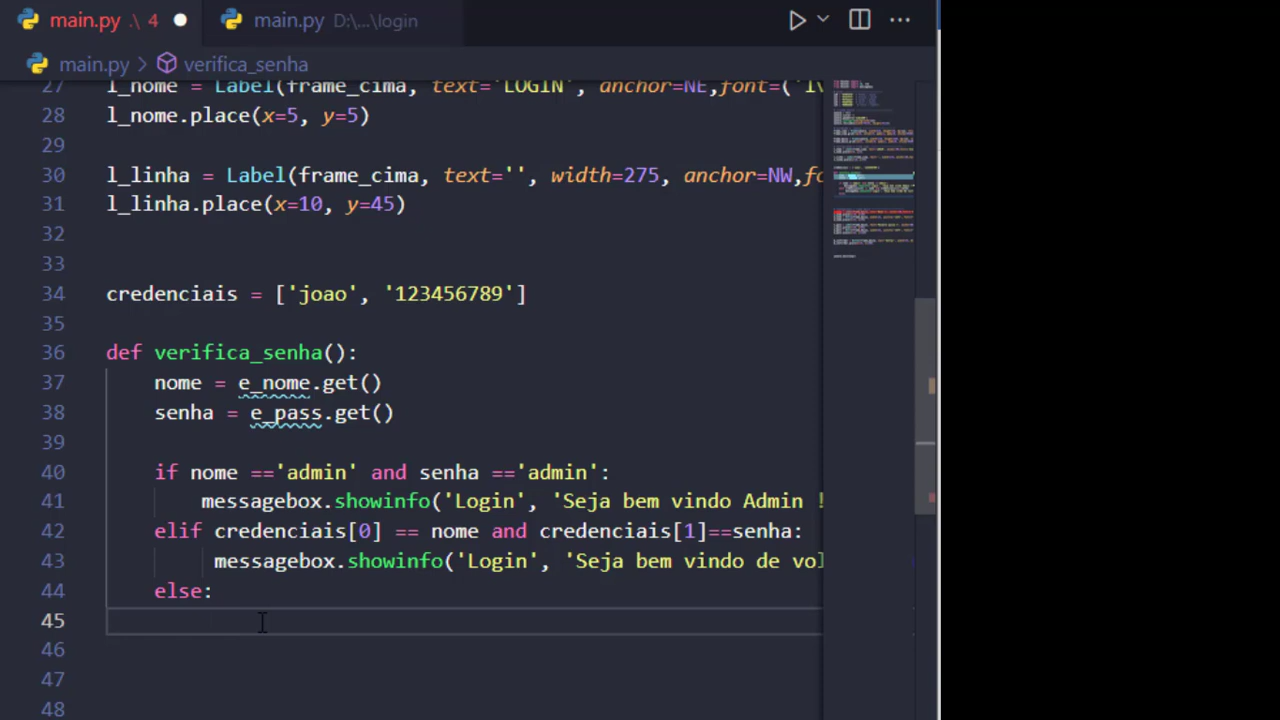 main.py .\ 4
main.py D:\...\login
main.py > verifica_senha
27 l_nome = Label(frame_cima, text='LOGIN', anchor=NE,font=('Iv
28 l_nome.place(x=5, y=5)
29
30 l_linha = Label(frame_cima, text='', width=275, anchor=NW,fo
31 l_linha.place(x=10, y=45)
32
33
34 credenciais = ['joao', '123456789']
35
36 def verifica_senha():
37 nome = e_nome.get()
38 senha = e_pass.get()
39
40 if nome =='admin' and senha =='admin':
41 messagebox.showinfo('Login', 'Seja bem vindo Admin !
42 elif credenciais[0] == nome and credenciais[1]==senha:
43 messagebox.showinfo('Login', 'Seja bem vindo de vol
44 else:
45
46
47
48